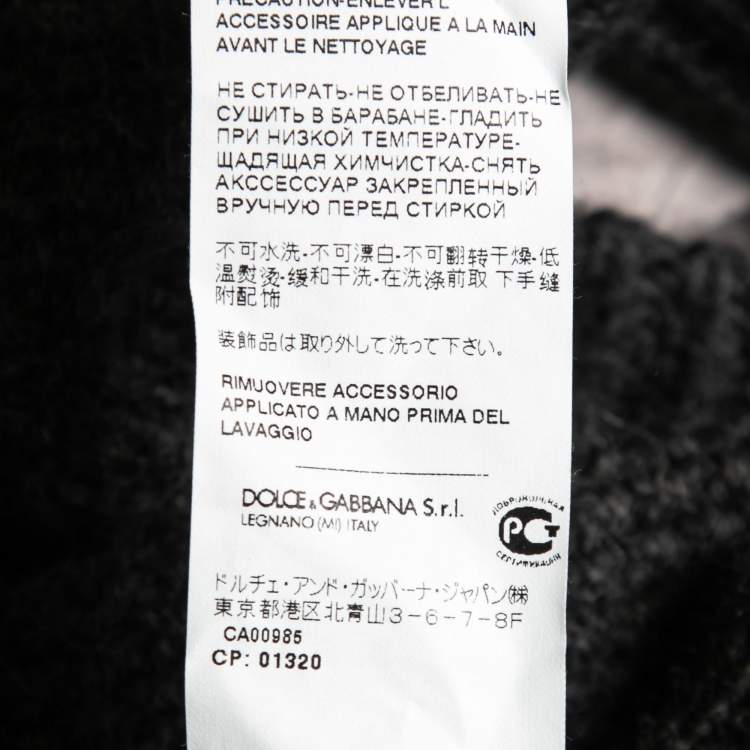 PRECAUTION-ENLEVER L'
ACCESSOIRE APPLIQUE A LA MAIN
AVANT LE NETTOYAGE
НЕ СТИРАТЬ-НЕ ОТБЕЛИВАТЬ-НЕ
СУШИТЬ В БАРАБАНЕ-ГЛАДИТЬ
ПРИ НИЗКОЙ ТЕМПЕРАТУРЕ-
ЩАДЯЩАЯ ХИМЧИСТКА-СНЯТЬ
АКССЕССУАР ЗАКРЕПЛЕННЫЙ
ВРУЧНУЮ ПЕРЕД СТИРКОЙ
不可水洗-不可漂白-不可翻转干燥-低
温熨烫-缓和干洗-在洗涤前取 下手缝
附配饰
装飾品は取り外して洗って下さい。
RIMUOVERE ACCESSORIO
APPLICATO A MANO PRIMA DEL
LAVAGGIO
DOLCE & GABBANA S.r.l.
LEGNANO (MI) ITALY
ДОБРОВОЛЬНАЯ
РСТ
СЕРТИФИКАЦИЯ
ドルチェ・アンド・ガッバーナ・ジャパン㈱
東京都港区北青山3-6-7-8F
CA00985
CP: 01320